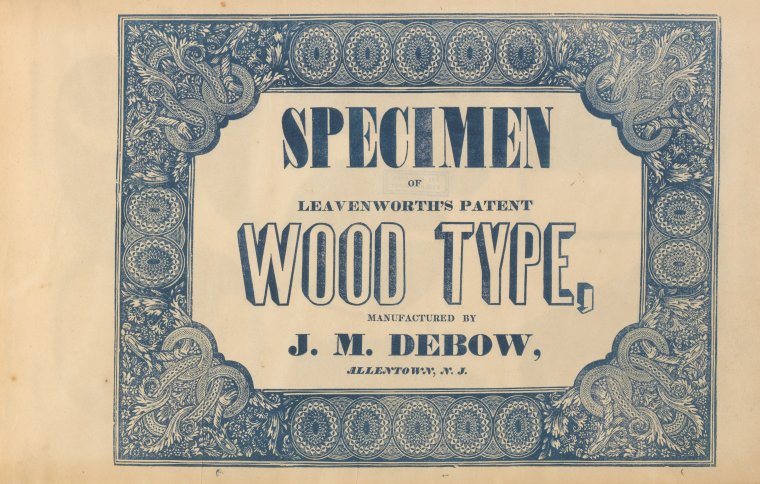 SPECIMEN
OF
LEAVENWORTH'S PATENT
WOOD TYPE,
MANUFACTURED BY
J. M. DEBOW,
ALLENTOWN, N. J.